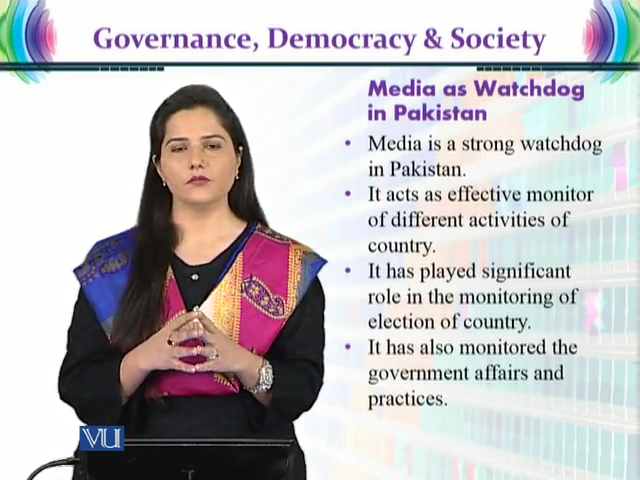 Governance, Democracy & Society
Media as Watchdog
in Pakistan
• Media is a strong watchdog
in Pakistan.
• It acts as effective monitor
of different activities of
country.
• It has played significant
role in the monitoring of
election of country.
• It has also monitored the
government affairs and
practices.
VU